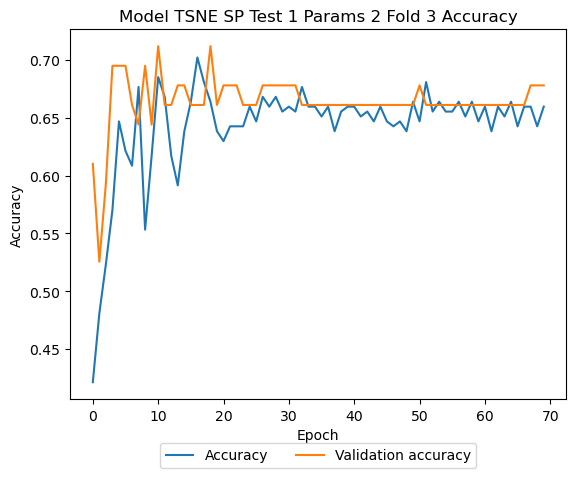 Model TSNE SP Test 1 Params 2 Fold 3 Accuracy
0.70
0.65
0.60
0.55
0.50
0.45
Accuracy
0 10 20 30 40 50 60 70
Epoch
Accuracy Validation accuracy